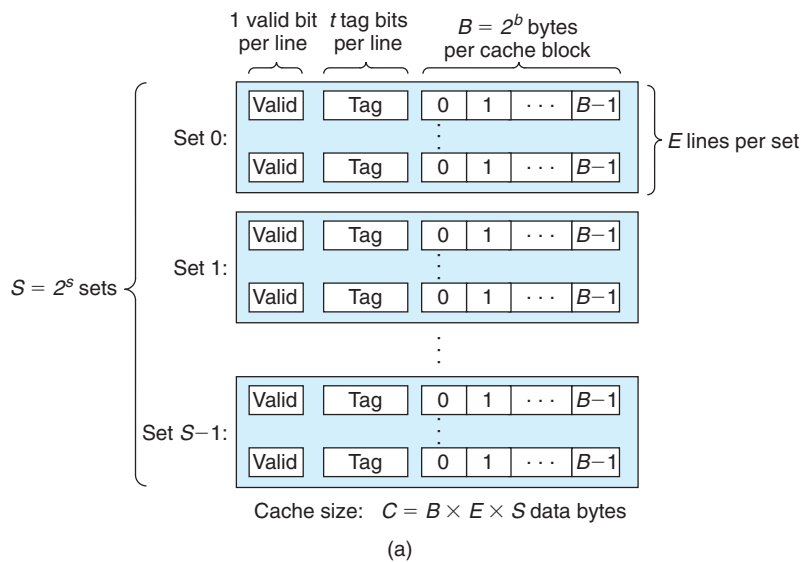 1 valid bit per line
t tag bits per line
B = 2^b bytes per cache block
Set 0:
Valid Tag 0 1 · · · B−1
Valid Tag 0 1 · · · B−1
E lines per set
Set 1:
Valid Tag 0 1 · · · B−1
Valid Tag 0 1 · · · B−1
S = 2^s sets
Set S−1:
Valid Tag 0 1 · · · B−1
Valid Tag 0 1 · · · B−1
Cache size: C = B × E × S data bytes
(a)